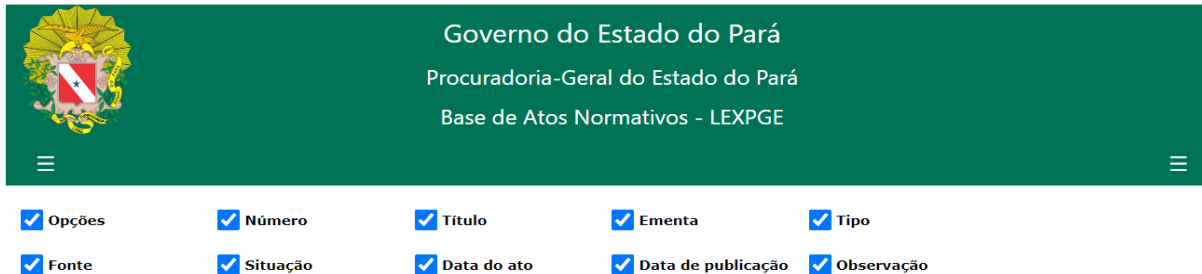 Governo do Estado do Pará
Procuradoria-Geral do Estado do Pará
Base de Atos Normativos - LEXPGE
Opções Número Título Ementa Tipo
Fonte Situação Data do ato Data de publicação Observação